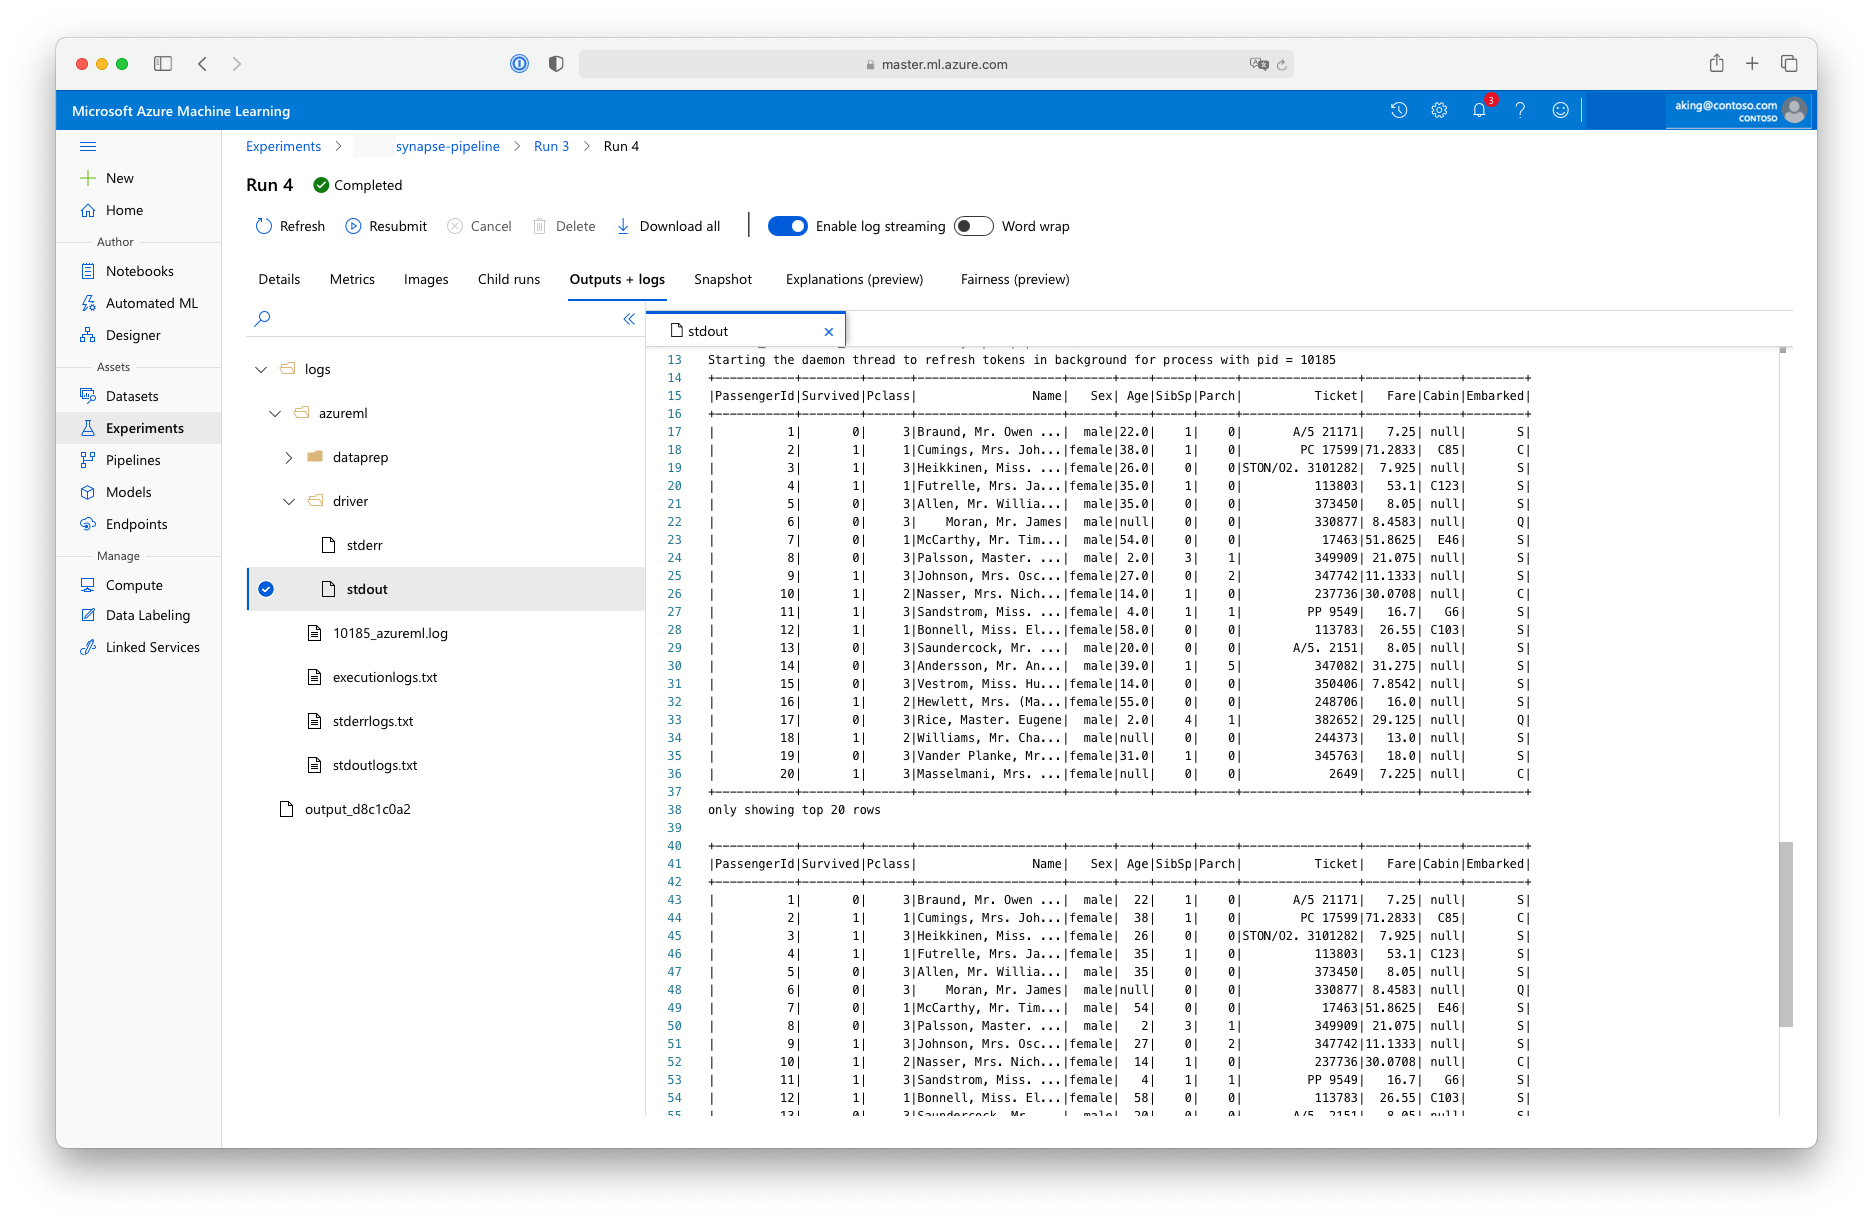 master.ml.azure.com
Microsoft Azure Machine Learning
3
aking@contoso.com
CONTOSO
Experiments > synapse-pipeline > Run 3 > Run 4
New
Home
Author
Notebooks
Automated ML
Designer
Assets
Datasets
Experiments
Pipelines
Models
Endpoints
Manage
Compute
Data Labeling
Linked Services
Run 4 Completed
Refresh Resubmit Cancel Delete Download all Enable log streaming Word wrap
Details Metrics Images Child runs Outputs + logs Snapshot Explanations (preview) Fairness (preview)
logs
azureml
dataprep
driver
stderr
stdout
10185_azureml.log
executionlogs.txt
stderrlogs.txt
stdoutlogs.txt
output_d8c1c0a2
stdout
13 Starting the daemon thread to refresh tokens in background for process with pid = 10185
14 +-----------+--------+------+--------------------+------+----+-----+-----+----------------+-------+-----+--------+
15 |PassengerId|Survived|Pclass|                Name|   Sex| Age|SibSp|Parch|          Ticket|   Fare|Cabin|Embarked|
16 +-----------+--------+------+--------------------+------+----+-----+-----+----------------+-------+-----+--------+
17 |          1|       0|     3|Braund, Mr. Owen ...|  male|22.0|    1|    0|       A/5 21171|   7.25| null|       S|
18 |          2|       1|     1|Cumings, Mrs. Joh...|female|38.0|    1|    0|        PC 17599|71.2833|  C85|       C|
19 |          3|       1|     3|Heikkinen, Miss. ...|female|26.0|    0|    0|STON/O2. 3101282|  7.925| null|       S|
20 |          4|       1|     1|Futrelle, Mrs. Ja...|female|35.0|    1|    0|          113803|   53.1| C123|       S|
21 |          5|       0|     3|Allen, Mr. Willia...|  male|35.0|    0|    0|          373450|   8.05| null|       S|
22 |          6|       0|     3|    Moran, Mr. James|  male|null|    0|    0|          330877| 8.4583| null|       Q|
23 |          7|       0|     1|McCarthy, Mr. Tim...|  male|54.0|    0|    0|           17463|51.8625|  E46|       S|
24 |          8|       0|     3|Palsson, Master. ...|  male| 2.0|    3|    1|          349909| 21.075| null|       S|
25 |          9|       1|     3|Johnson, Mrs. Osc...|female|27.0|    0|    2|          347742|11.1333| null|       S|
26 |         10|       1|     2|Nasser, Mrs. Nich...|female|14.0|    1|    0|          237736|30.0708| null|       C|
27 |         11|       1|     3|Sandstrom, Miss. ...|female| 4.0|    1|    1|         PP 9549|   16.7|   G6|       S|
28 |         12|       1|     1|Bonnell, Miss. El...|female|58.0|    0|    0|          113783|  26.55| C103|       S|
29 |         13|       0|     3|Saundercock, Mr. ...|  male|20.0|    0|    0|       A/5. 2151|   8.05| null|       S|
30 |         14|       0|     3|Andersson, Mr. An...|  male|39.0|    1|    5|          347082| 31.275| null|       S|
31 |         15|       0|     3|Vestrom, Miss. Hu...|female|14.0|    0|    0|          350406| 7.8542| null|       S|
32 |         16|       1|     2|Hewlett, Mrs. (Ma...|female|55.0|    0|    0|          248706|   16.0| null|       S|
33 |         17|       0|     3|Rice, Master. Eugene|  male| 2.0|    4|    1|          382652| 29.125| null|       Q|
34 |         18|       1|     2|Williams, Mr. Cha...|  male|null|    0|    0|          244373|   13.0| null|       S|
35 |         19|       0|     3|Vander Planke, Mr...|female|31.0|    1|    0|          345763|   18.0| null|       S|
36 |         20|       1|     3|Masselmani, Mrs. ...|female|null|    0|    0|            2649|  7.225| null|       C|
37 +-----------+--------+------+--------------------+------+----+-----+-----+----------------+-------+-----+--------+
38 only showing top 20 rows
39
40 +-----------+--------+------+--------------------+------+----+-----+-----+----------------+-------+-----+--------+
41 |PassengerId|Survived|Pclass|                Name|   Sex| Age|SibSp|Parch|          Ticket|   Fare|Cabin|Embarked|
42 +-----------+--------+------+--------------------+------+----+-----+-----+----------------+-------+-----+--------+
43 |          1|       0|     3|Braund, Mr. Owen ...|  male|  22|    1|    0|       A/5 21171|   7.25| null|       S|
44 |          2|       1|     1|Cumings, Mrs. Joh...|female|  38|    1|    0|        PC 17599|71.2833|  C85|       C|
45 |          3|       1|     3|Heikkinen, Miss. ...|female|  26|    0|    0|STON/O2. 3101282|  7.925| null|       S|
46 |          4|       1|     1|Futrelle, Mrs. Ja...|female|  35|    1|    0|          113803|   53.1| C123|       S|
47 |          5|       0|     3|Allen, Mr. Willia...|  male|  35|    0|    0|          373450|   8.05| null|       S|
48 |          6|       0|     3|    Moran, Mr. James|  male|null|    0|    0|          330877| 8.4583| null|       Q|
49 |          7|       0|     1|McCarthy, Mr. Tim...|  male|  54|    0|    0|           17463|51.8625|  E46|       S|
50 |          8|       0|     3|Palsson, Master. ...|  male|   2|    3|    1|          349909| 21.075| null|       S|
51 |          9|       1|     3|Johnson, Mrs. Osc...|female|  27|    0|    2|          347742|11.1333| null|       S|
52 |         10|       1|     2|Nasser, Mrs. Nich...|female|  14|    1|    0|          237736|30.0708| null|       C|
53 |         11|       1|     3|Sandstrom, Miss. ...|female|   4|    1|    1|         PP 9549|   16.7|   G6|       S|
54 |         12|       1|     1|Bonnell, Miss. El...|female|  58|    0|    0|          113783|  26.55| C103|       S|
55 |         13|       0|     3|Saundercock, Mr. ...|  male|  20|    0|    0|       A/5. 2151|   8.05| null|       S|